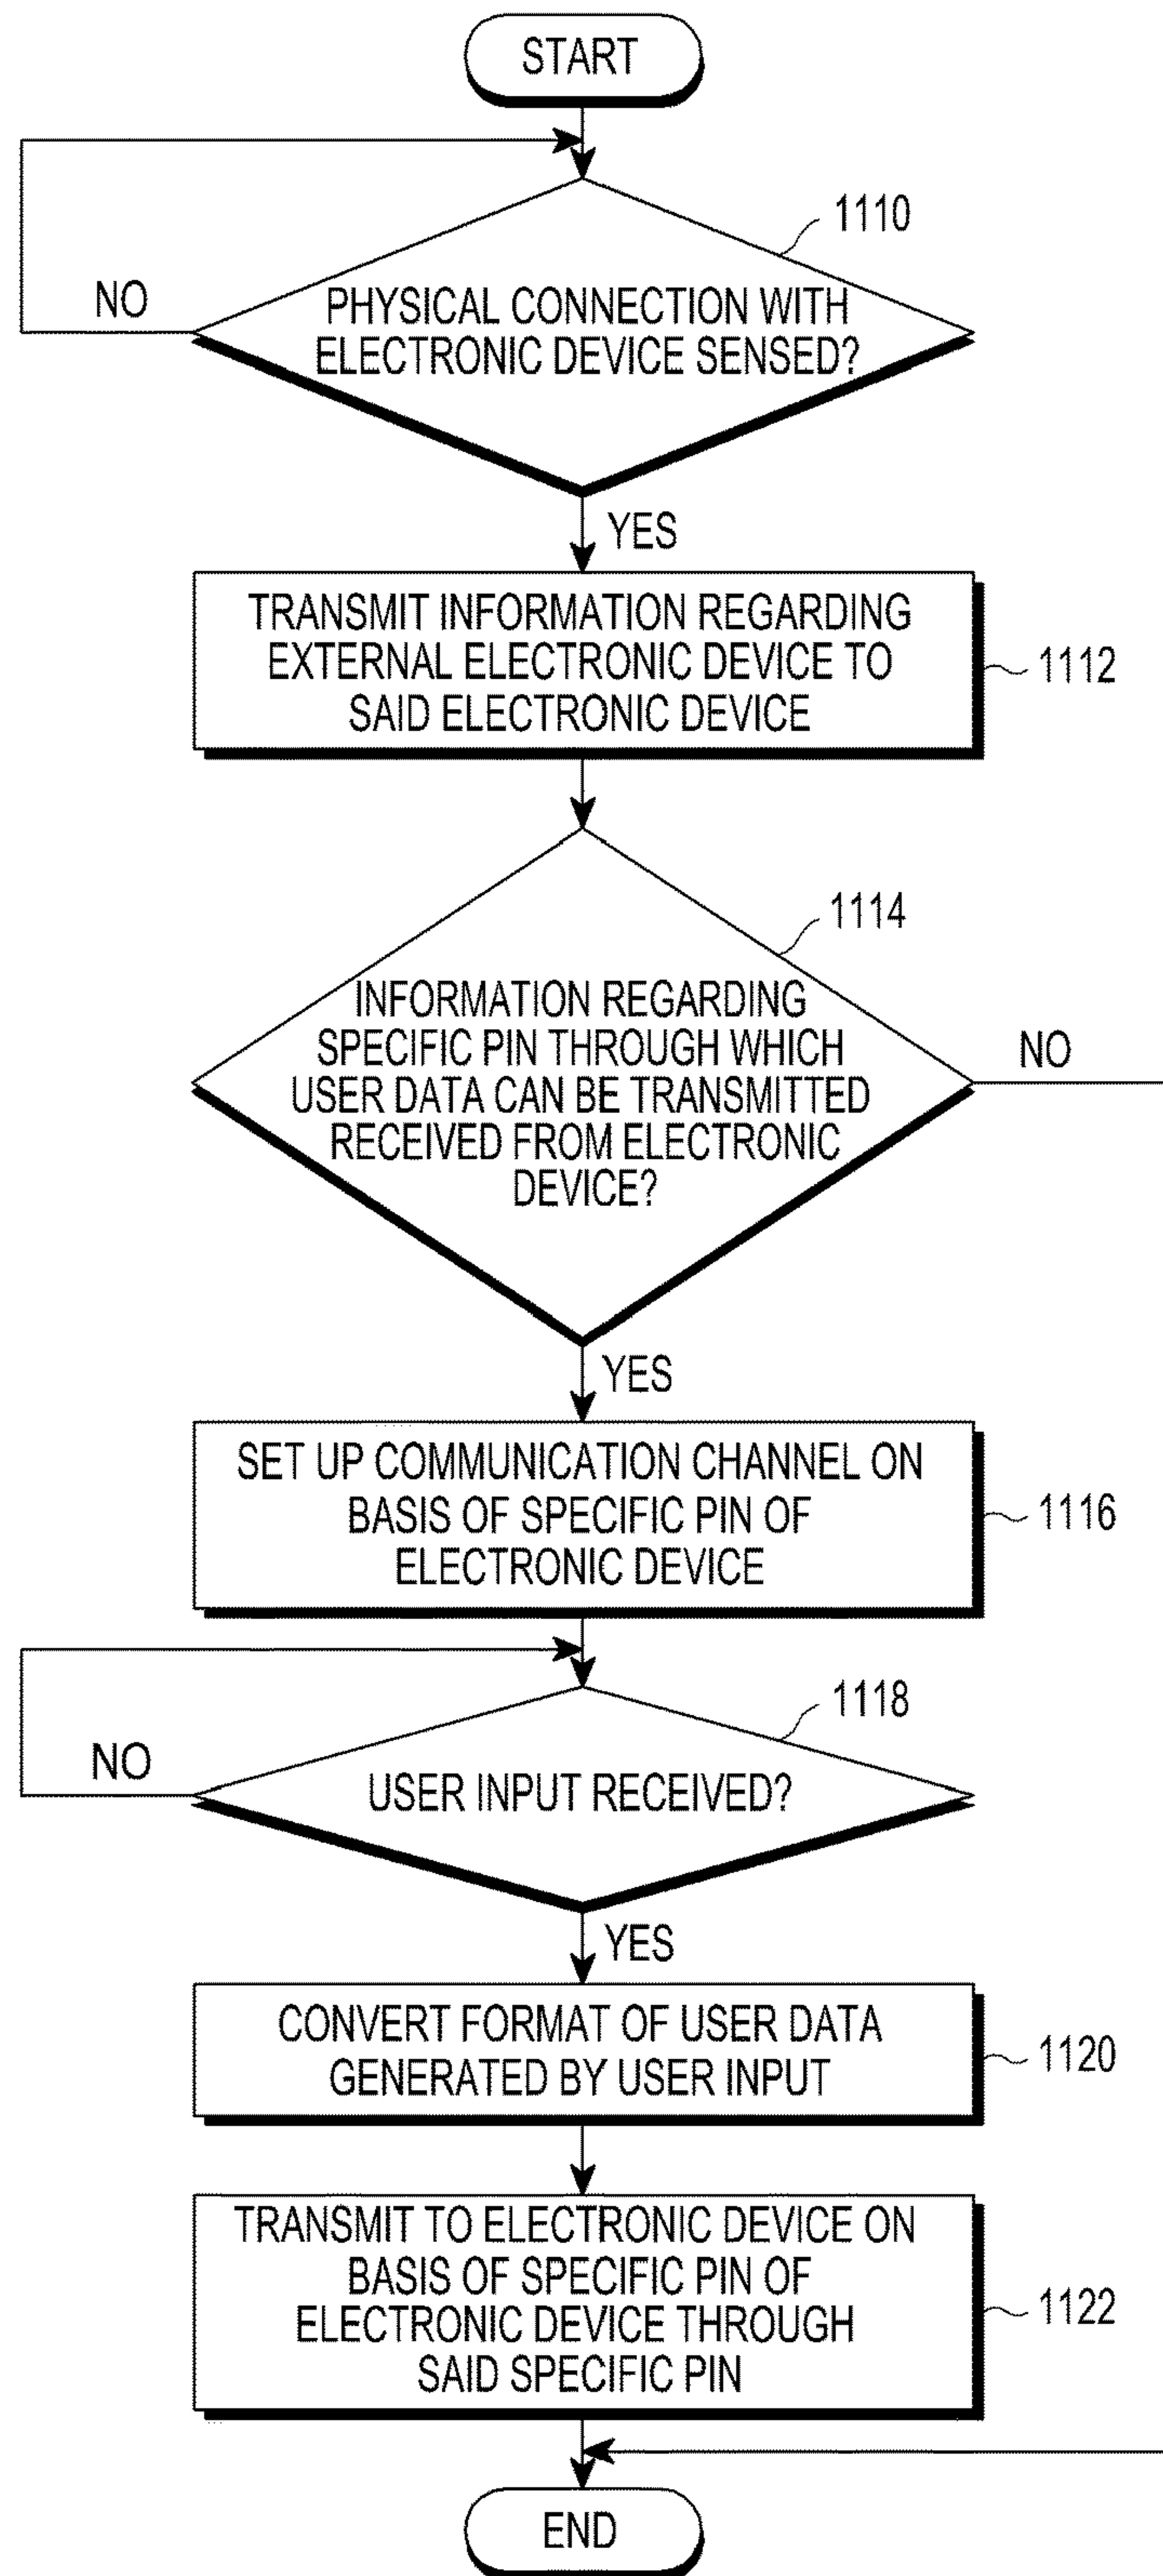 START
1110
NO
PHYSICAL CONNECTION WITH
ELECTRONIC DEVICE SENSED?
YES
TRANSMIT INFORMATION REGARDING
EXTERNAL ELECTRONIC DEVICE TO
SAID ELECTRONIC DEVICE
1112
1114
INFORMATION REGARDING
SPECIFIC PIN THROUGH WHICH
USER DATA CAN BE TRANSMITTED
RECEIVED FROM ELECTRONIC
DEVICE?
NO
YES
SET UP COMMUNICATION CHANNEL ON
BASIS OF SPECIFIC PIN OF
ELECTRONIC DEVICE
1116
1118
NO
USER INPUT RECEIVED?
YES
CONVERT FORMAT OF USER DATA
GENERATED BY USER INPUT
1120
TRANSMIT TO ELECTRONIC DEVICE ON
BASIS OF SPECIFIC PIN OF
ELECTRONIC DEVICE THROUGH
SAID SPECIFIC PIN
1122
END